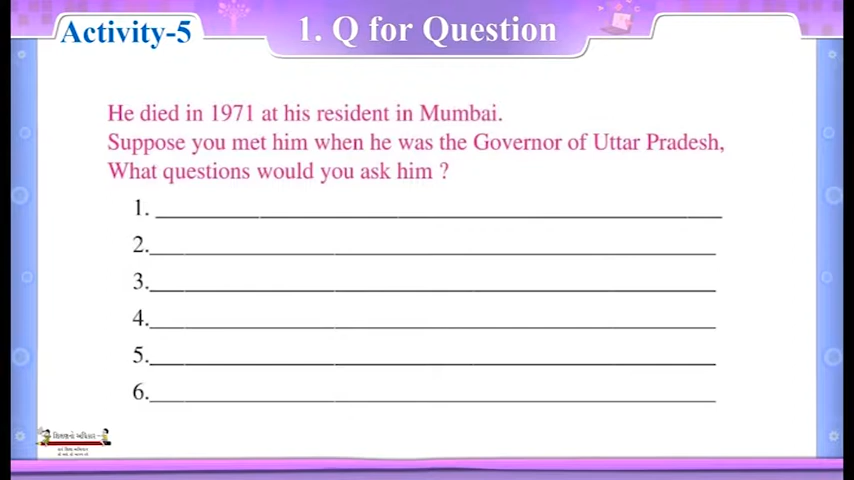 Activity-5
1. Q for Question
He died in 1971 at his resident in Mumbai.
Suppose you met him when he was the Governor of Uttar Pradesh,
What questions would you ask him ?
1.
2.
3.
4.
5.
6.